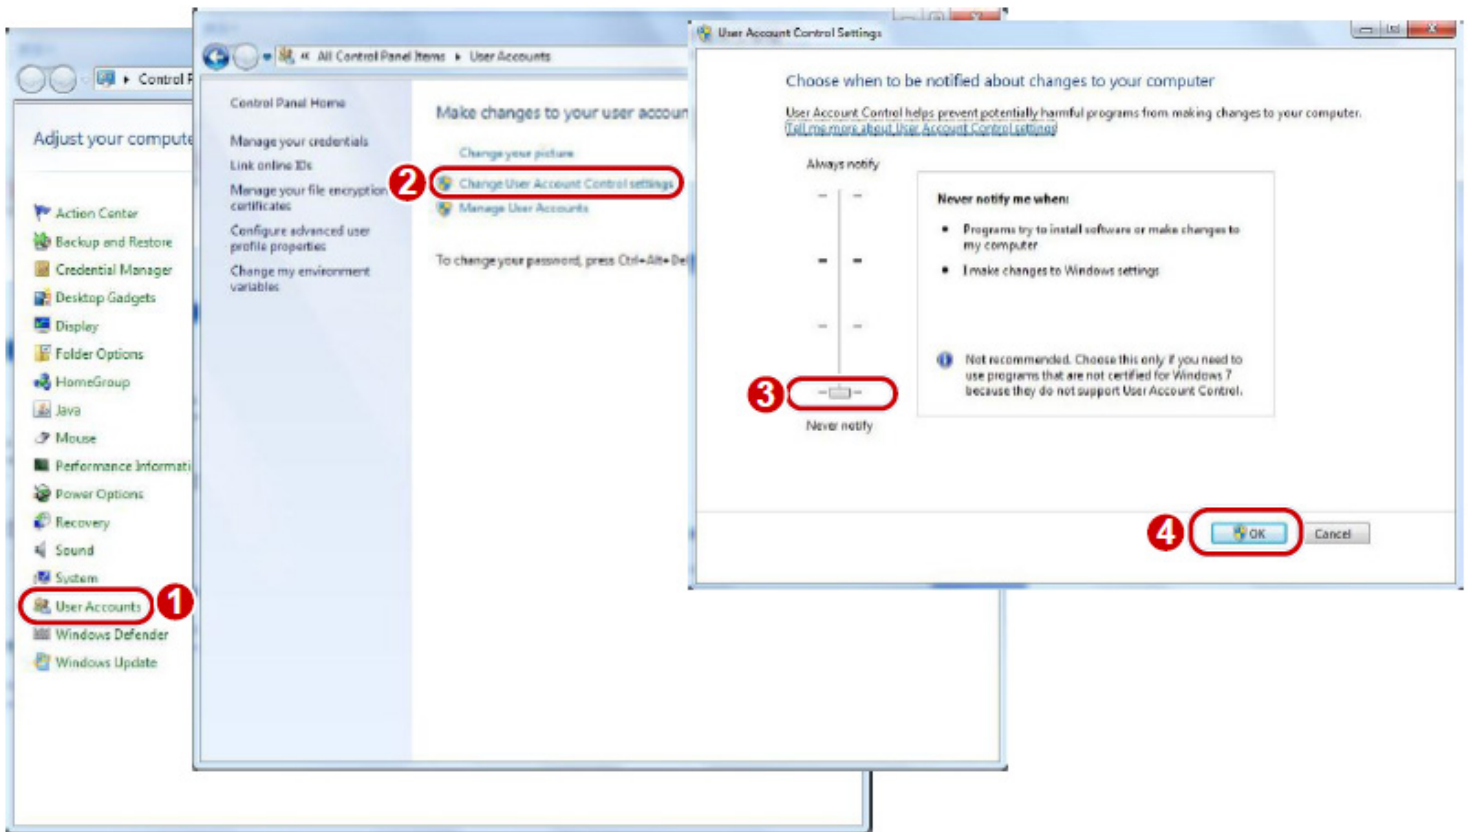 Control P
Adjust your compute
Action Center
Backup and Restore
Credential Manager
Desktop Gadgets
Display
Folder Options
HomeGroup
Java
Mouse
Performance Informati
Power Options
Recovery
Sound
System
User Accounts
1
Windows Defender
Windows Update
« All Control Panel Items ▸ User Accounts
Control Panel Home
Manage your credentials
Link online IDs
Manage your file encryption
certificates
Configure advanced user
profile properties
Change my environment
variables
Make changes to your user accoun
Change your picture
2
Change User Account Control settings
Manage User Accounts
To change your password, press Ctrl+Alt+Del
User Account Control Settings
Choose when to be notified about changes to your computer
User Account Control helps prevent potentially harmful programs from making changes to your computer.
Tell me more about User Account Control settings
Always notify
Never notify me when:
• Programs try to install software or make changes to
my computer
• I make changes to Windows settings
Not recommended. Choose this only if you need to
use programs that are not certified for Windows 7
because they do not support User Account Control.
3
Never notify
4
OK
Cancel